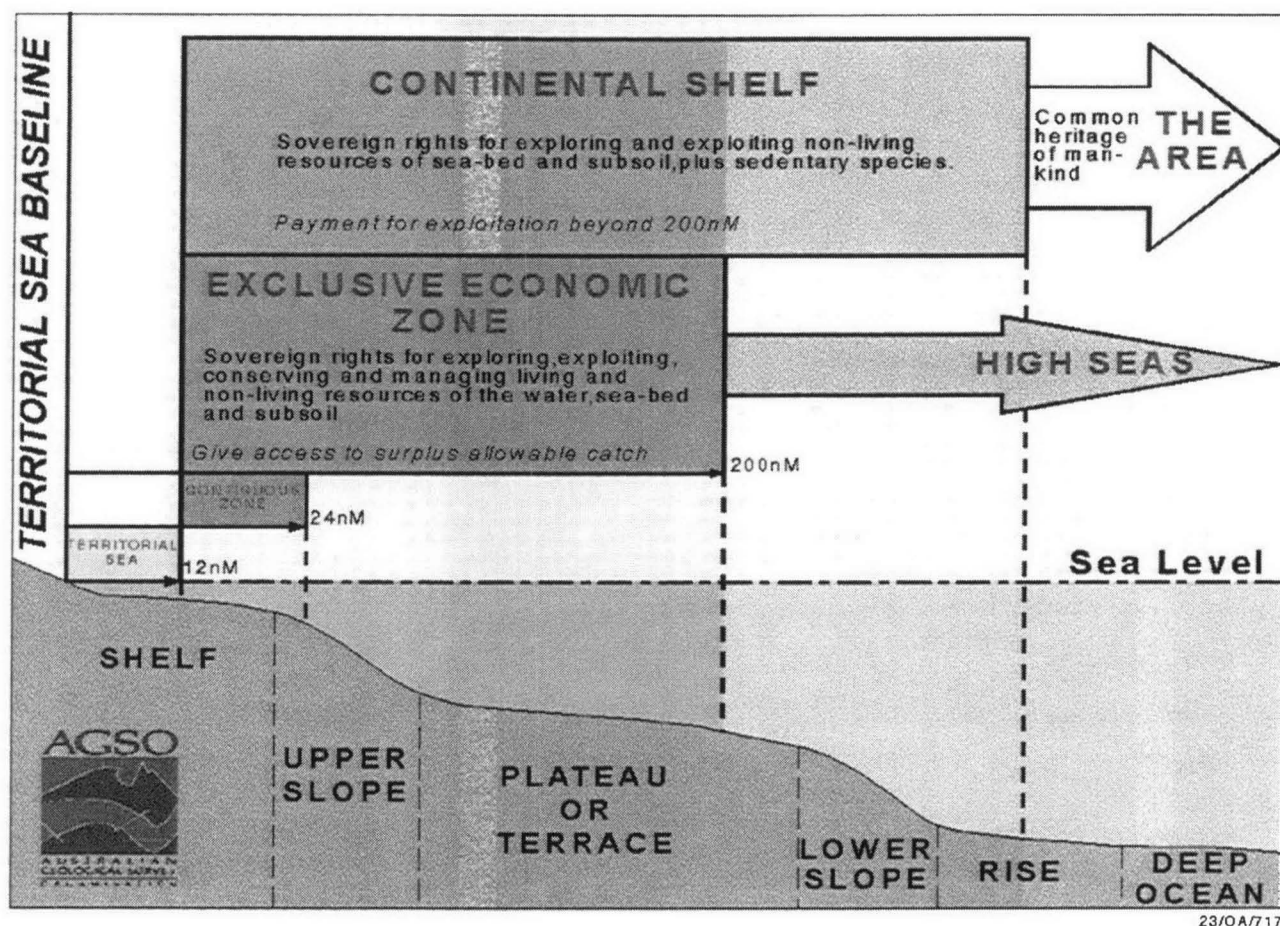 TERRITORIAL SEA BASELINE
CONTINENTAL SHELF
Sovereign rights for exploring and exploiting non-living
resources of sea-bed and subsoil,plus sedentary species.
Payment for exploitation beyond 200nM
Common
heritage
of man-
kind
THE
AREA
EXCLUSIVE ECONOMIC
ZONE
Sovereign rights for exploring,exploiting,
conserving and managing living and
non-living resources of the water,sea-bed
and subsoil
Give access to surplus allowable catch
HIGH SEAS
200nM
CONTIGUOUS
ZONE
24nM
TERRITORIAL
SEA
12nM
Sea Level
SHELF
UPPER
SLOPE
PLATEAU
OR
TERRACE
LOWER
SLOPE
RISE
DEEP
OCEAN
AGSO
AUSTRALIAN
GEOLOGICAL SURVEY
ORGANISATION
23/OA/717